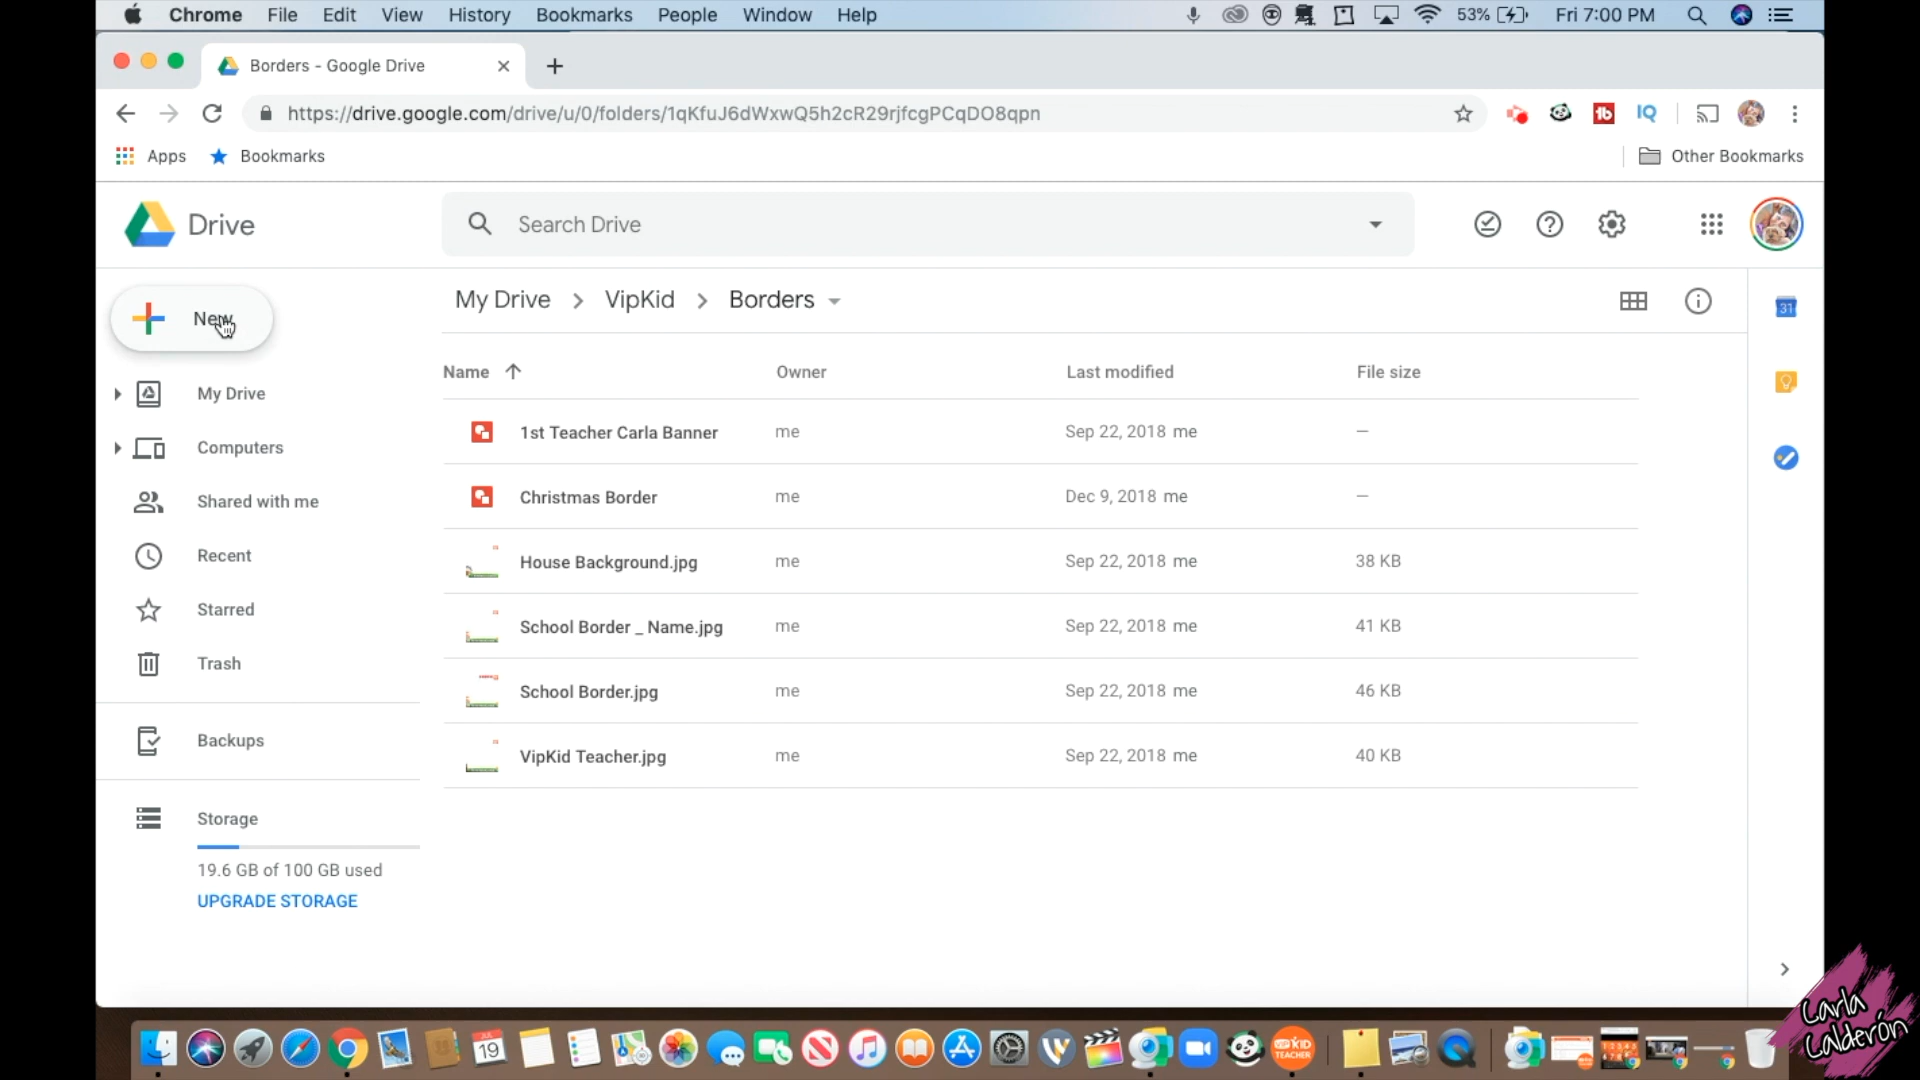 Chrome File Edit View History Bookmarks People Window Help 53% Fri 7:00 PM
Borders - Google Drive
https://drive.google.com/drive/u/0/folders/1qKfuJ6dWxwQ5h2cR29rjfcgPCqDO8qpn
Apps Bookmarks Other Bookmarks
Drive Search Drive
New
My Drive VipKid Borders
31
Name Owner Last modified File size
My Drive
1st Teacher Carla Banner me Sep 22, 2018 me —
Computers
Christmas Border me Dec 9, 2018 me —
Shared with me
House Background.jpg me Sep 22, 2018 me 38 KB
Recent
School Border _ Name.jpg me Sep 22, 2018 me 41 KB
Starred
Trash
School Border.jpg me Sep 22, 2018 me 46 KB
Backups
VipKid Teacher.jpg me Sep 22, 2018 me 40 KB
Storage
19.6 GB of 100 GB used
UPGRADE STORAGE
JUL
19
VIPKID
TEACHER
Carla
Calderón